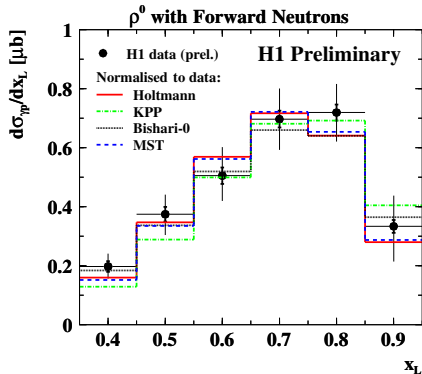 ρ⁰ with Forward Neutrons
dσγp/dxL [μb]
H1 data (prel.)
H1 Preliminary
Normalised to data:
Holtmann
KPP
Bishari-0
MST
1
0.8
0.6
0.4
0.2
0
0.4 0.5 0.6 0.7 0.8 0.9
xL